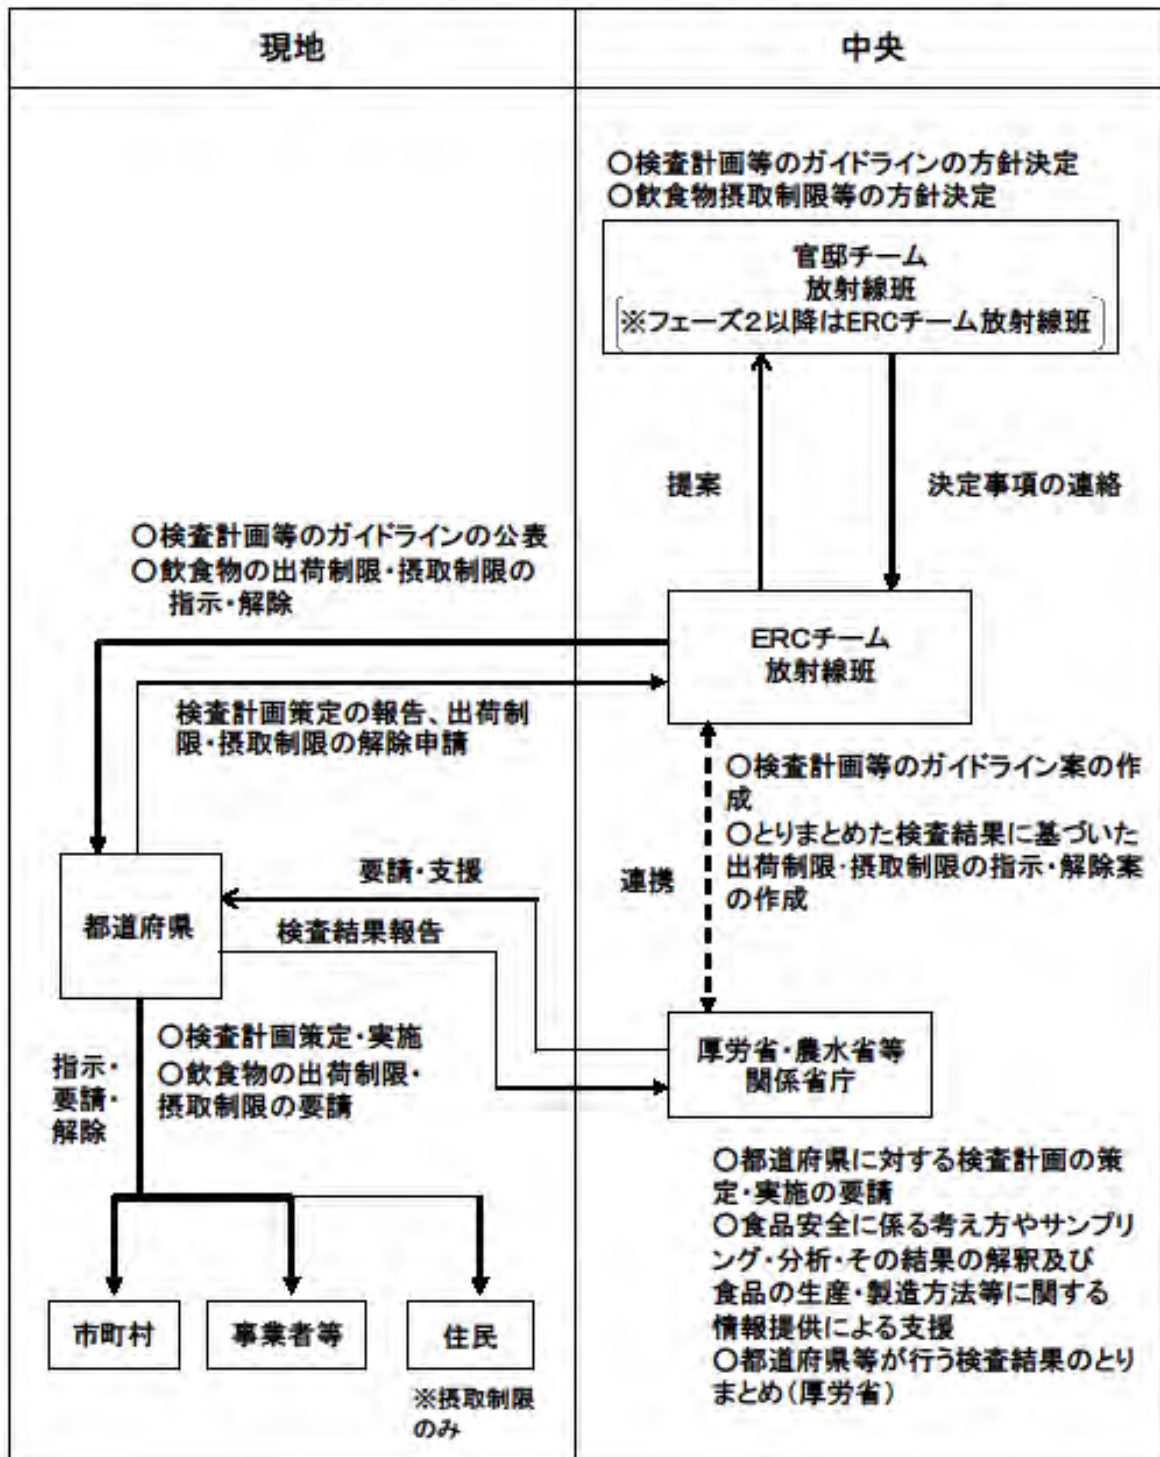 現地
中央
○検査計画等のガイドラインの方針決定
○飲食物摂取制限等の方針決定
官邸チーム
放射線班
※フェーズ2以降はERCチーム放射線班
提案
決定事項の連絡
○検査計画等のガイドラインの公表
○飲食物の出荷制限・摂取制限の
指示・解除
ERCチーム
放射線班
検査計画策定の報告、出荷制
限・摂取制限の解除申請
○検査計画等のガイドライン案の作
成
○とりまとめた検査結果に基づいた
出荷制限・摂取制限の指示・解除案
の作成
連携
要請・支援
都道府県
検査結果報告
○検査計画策定・実施
○飲食物の出荷制限・
摂取制限の要請
指示・
要請・
解除
厚労省・農水省等
関係省庁
○都道府県に対する検査計画の策
定・実施の要請
○食品安全に係る考え方やサンプリ
ング・分析・その結果の解釈及び
食品の生産・製造方法等に関する
情報提供による支援
○都道府県等が行う検査結果のとり
まとめ(厚労省)
市町村
事業者等
住民
※摂取制限
のみ